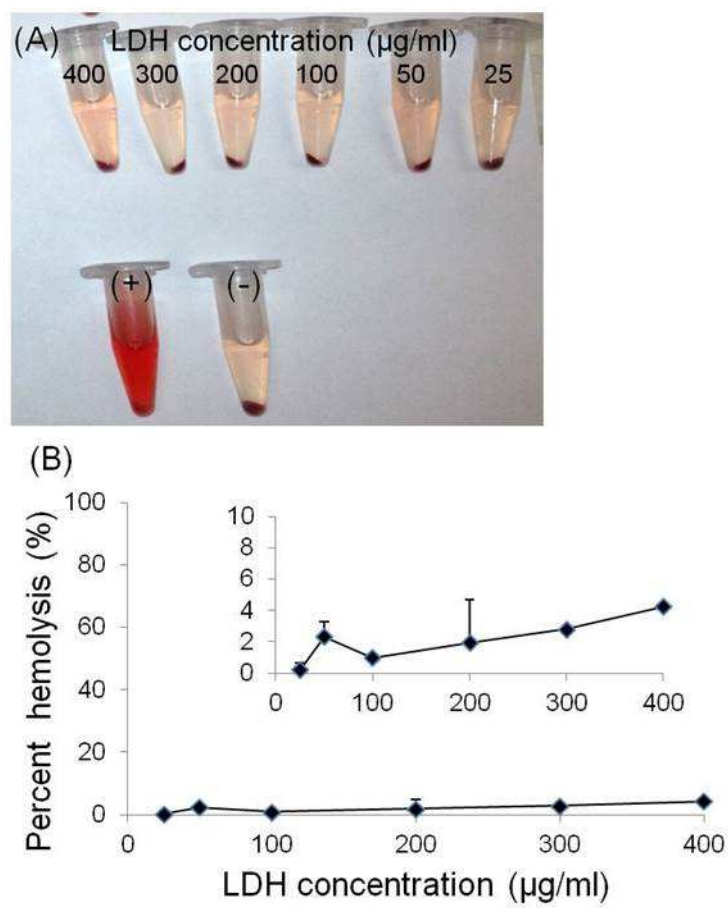 (A) LDH concentration (µg/ml)
400 300 200 100 50 25
(+) (-)
(B)
Percent hemolysis (%)
100
80
60
40
20
0
0 100 200 300 400
10
8
6
4
2
0
0 100 200 300 400
LDH concentration (µg/ml)